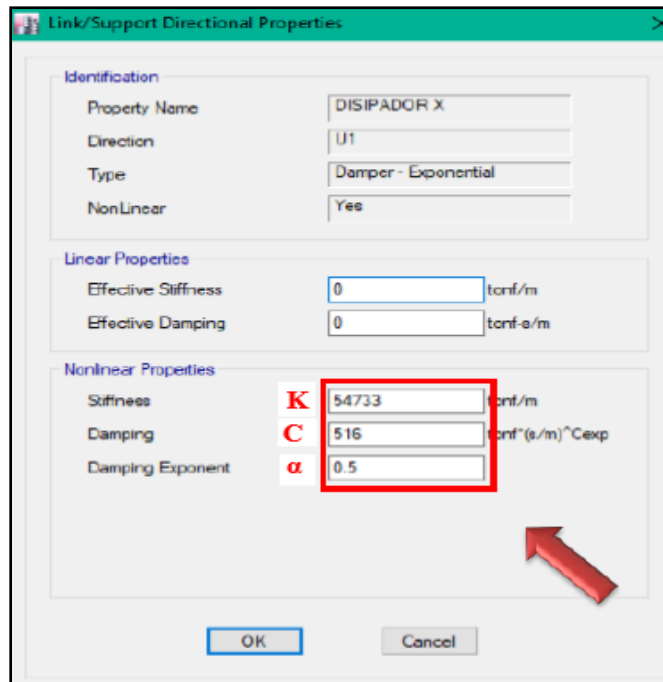 Link/Support Directional Properties
Identification
Property Name DISIPADOR X
Direction U1
Type Damper - Exponential
NonLinear Yes
Linear Properties
Effective Stiffness 0 tonf/m
Effective Damping 0 tonf-s/m
Nonlinear Properties
Stiffness K 54733 tonf/m
Damping C 516 tonf*(s/m)^Cexp
Damping Exponent α 0.5
OK Cancel